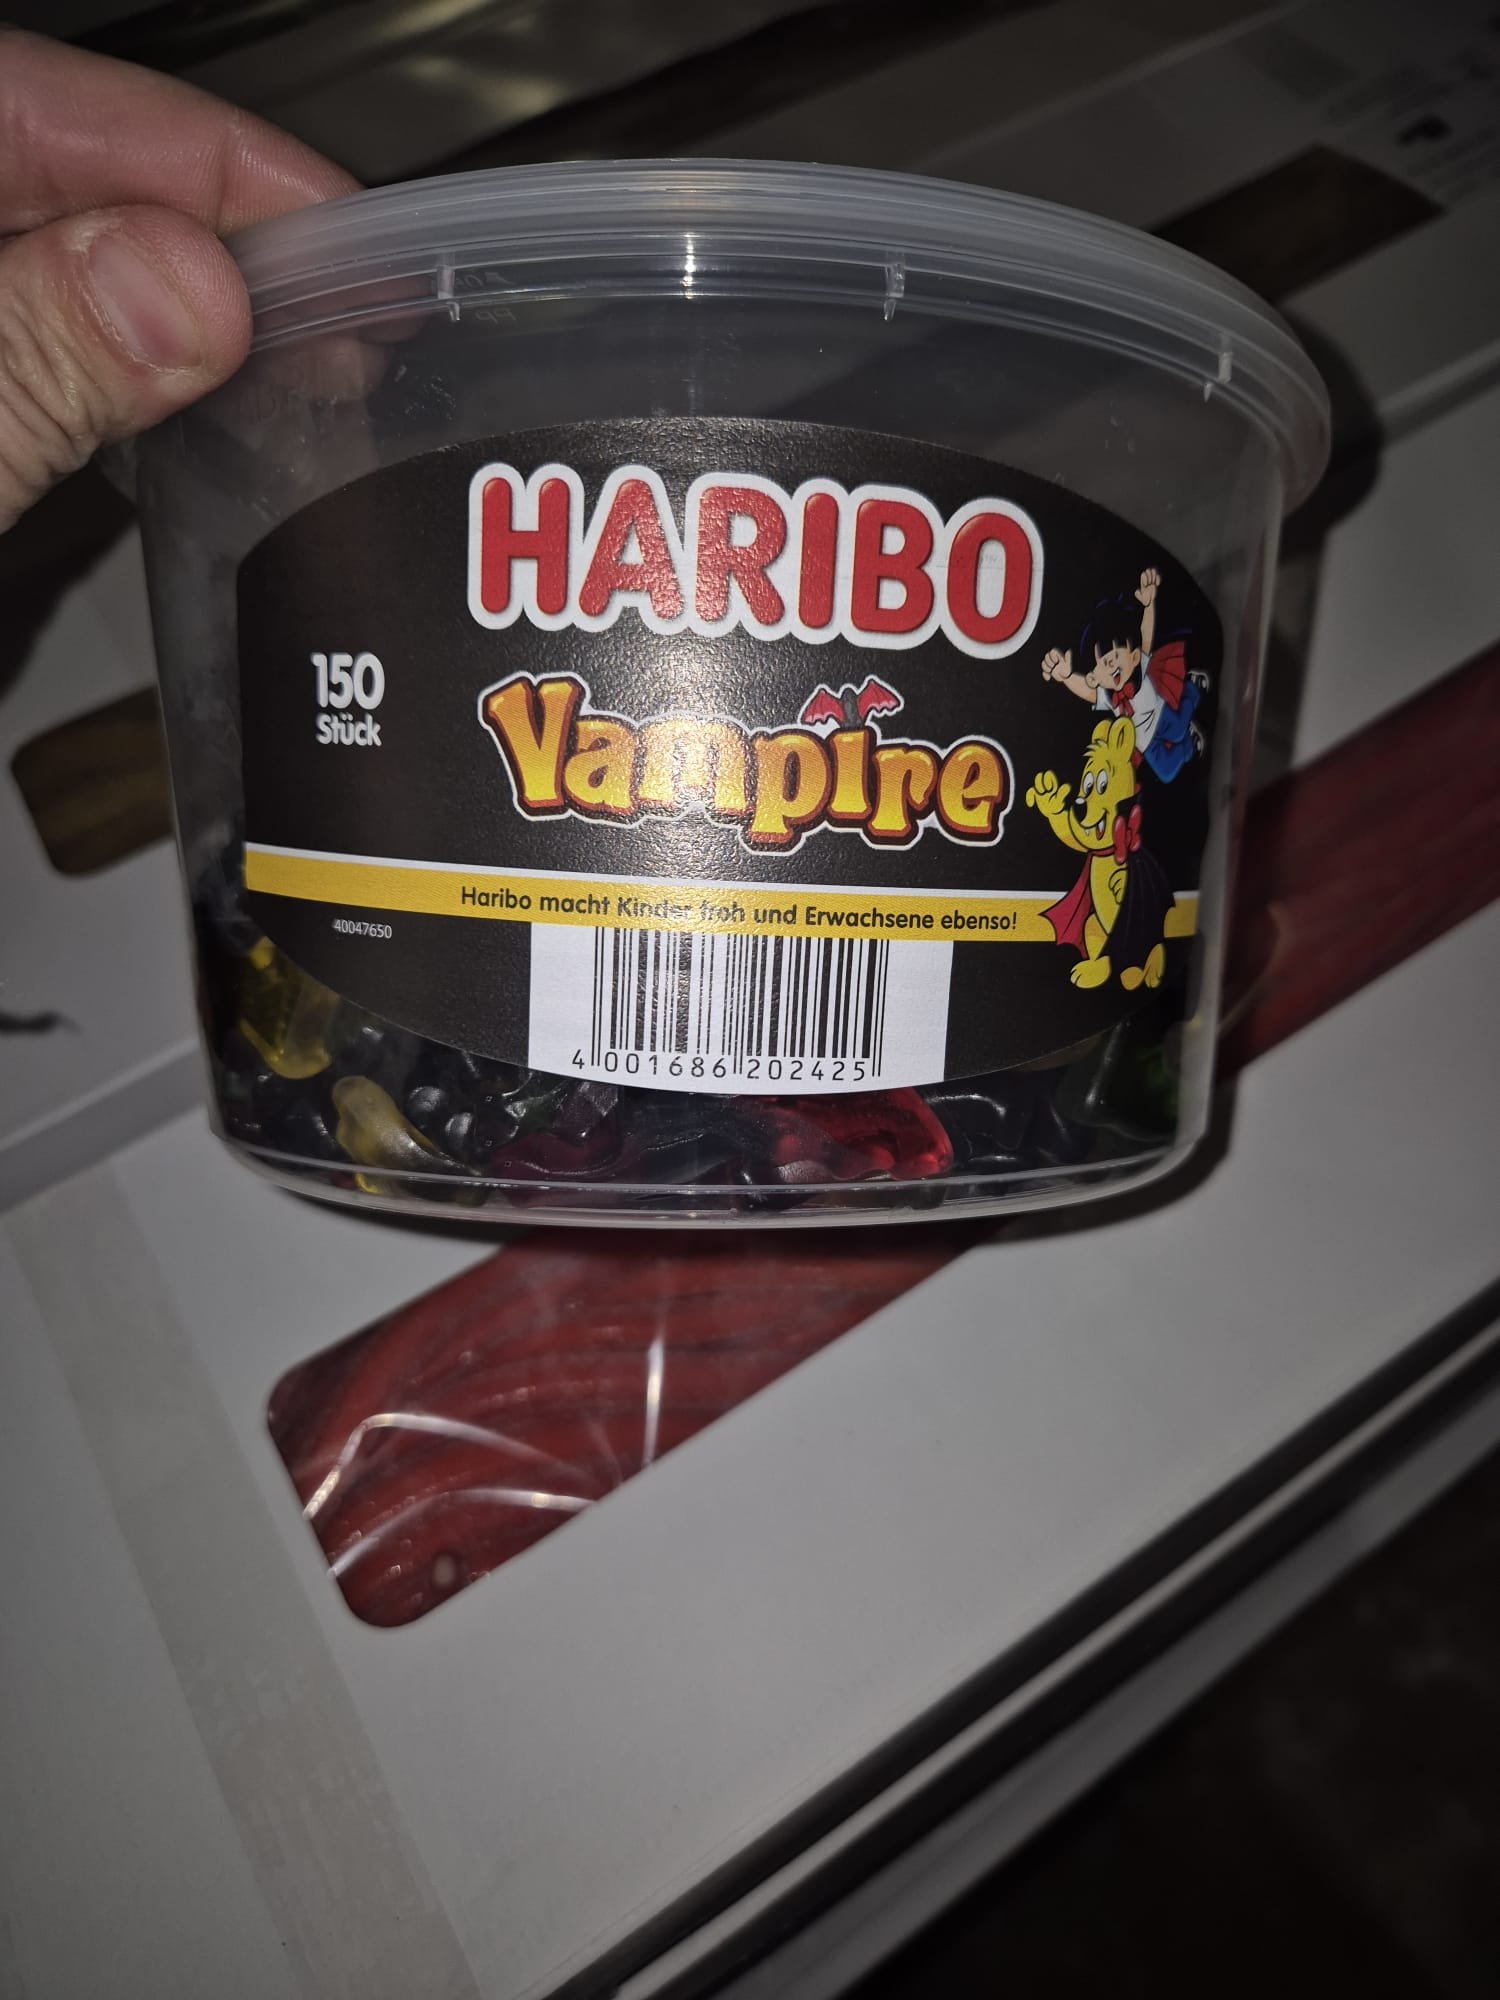 HARIBO
150
Stück
Vampire
Haribo macht Kinder froh und Erwachsene ebenso!
40047650
4 001686 202425